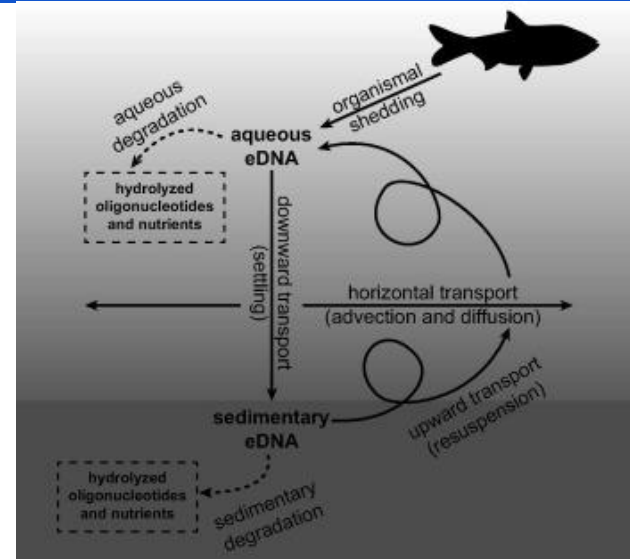 organismal
shedding
aqueous
degradation
aqueous
eDNA
hydrolyzed
oligonucleotides
and nutrients
downward transport
(settling)
horizontal transport
(advection and diffusion)
upward transport
(resuspension)
sedimentary
eDNA
hydrolyzed
oligonucleotides
and nutrients
sedimentary
degradation